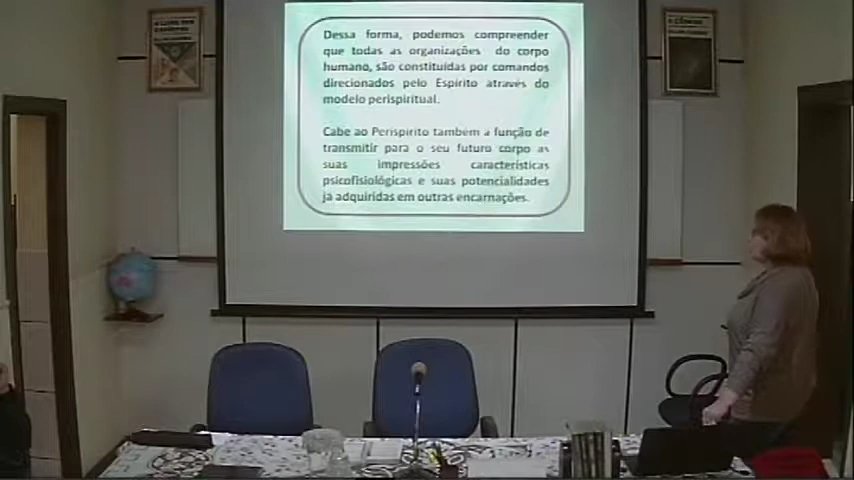 Dessa forma, podemos compreender
que todas as organizações do corpo
humano, são constituídas por comandos
direcionados pelo Espírito através do
modelo perispiritual.
Cabe ao Perispírito também a função de
transmitir para o seu futuro corpo as
suas impressões características
psicofisiológicas e suas potencialidades
já adquiridas em outras encarnações.